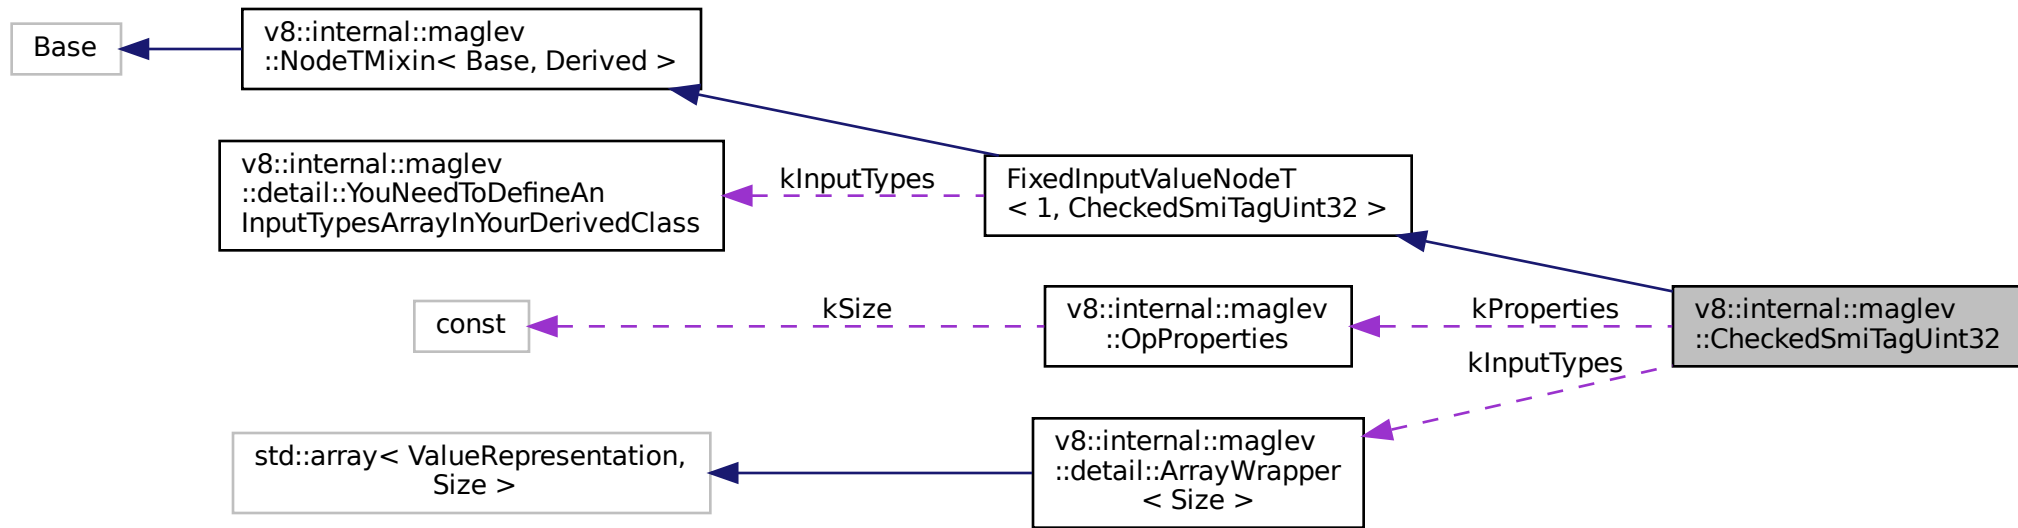 Base
v8::internal::maglev
::NodeTMixin< Base, Derived >
v8::internal::maglev
::detail::YouNeedToDefineAn
InputTypesArrayInYourDerivedClass
kInputTypes
FixedInputValueNodeT
< 1, CheckedSmiTagUint32 >
const
kSize
v8::internal::maglev
::OpProperties
kProperties
v8::internal::maglev
::CheckedSmiTagUint32
kInputTypes
std::array< ValueRepresentation,
Size >
v8::internal::maglev
::detail::ArrayWrapper
< Size >